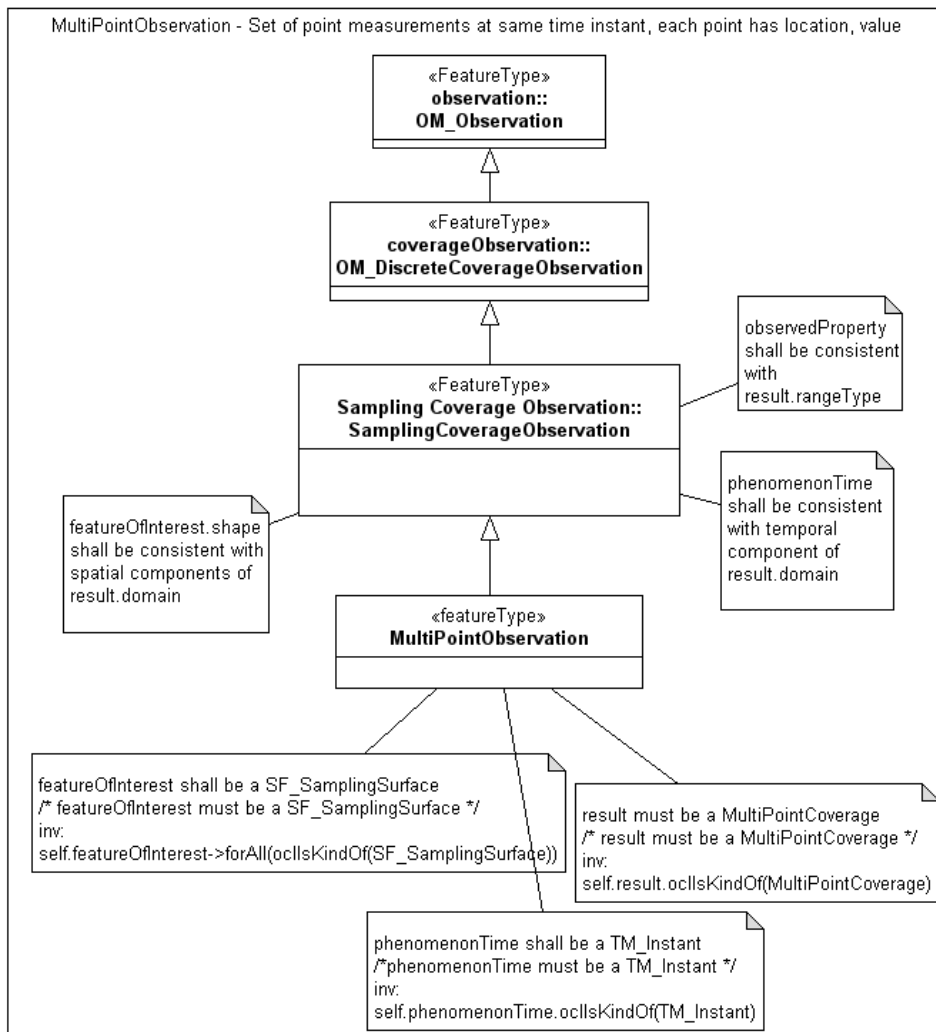 MultiPointObservation - Set of point measurements at same time instant, each point has location, value
«FeatureType»
observation::
OM_Observation
«FeatureType»
coverageObservation::
OM_DiscreteCoverageObservation
observedProperty
shall be consistent
with
result.rangeType
«FeatureType»
Sampling Coverage Observation::
SamplingCoverageObservation
phenomenonTime
shall be consistent
with temporal
component of
result.domain
featureOfInterest.shape
shall be consistent with
spatial components of
result.domain
«featureType»
MultiPointObservation
featureOfInterest shall be a SF_SamplingSurface
/* featureOfInterest must be a SF_SamplingSurface */
inv:
self.featureOfInterest->forAll(oclIsKindOf(SF_SamplingSurface))
result must be a MultiPointCoverage
/* result must be a MultiPointCoverage */
inv:
self.result.oclIsKindOf(MultiPointCoverage)
phenomenonTime shall be a TM_Instant
/*phenomenonTime must be a TM_Instant */
inv:
self.phenomenonTime.oclIsKindOf(TM_Instant)